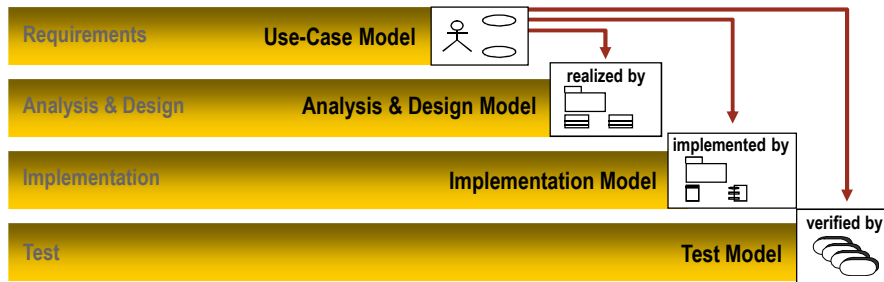 Requirements
Use-Case Model
realized by
Analysis & Design
Analysis & Design Model
implemented by
Implementation
Implementation Model
verified by
Test
Test Model